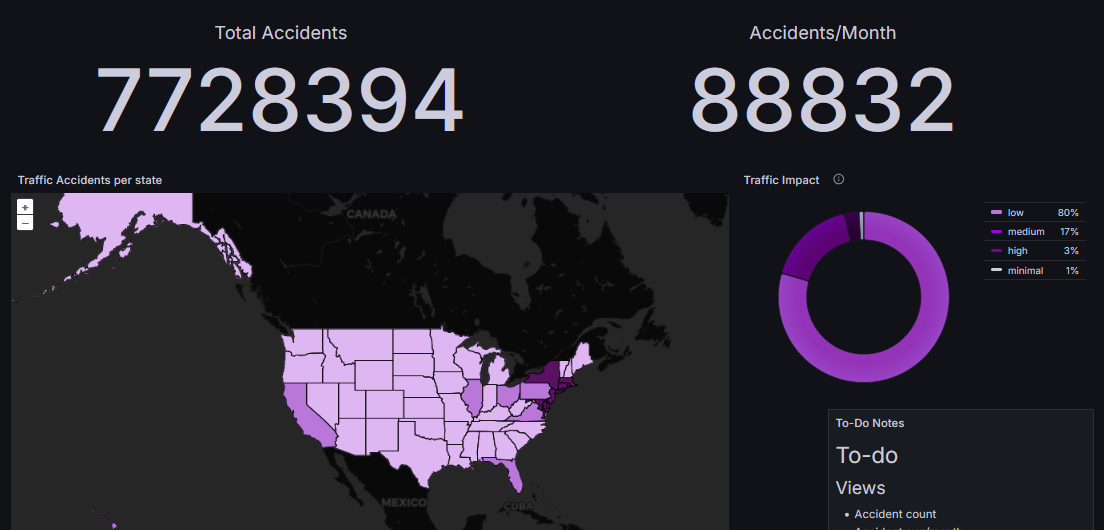 Total Accidents
7728394
Accidents/Month
88832
Traffic Accidents per state
+
−
CANADA
MEXICO
CUBA
Traffic Impact
low 80%
medium 17%
high 3%
minimal 1%
To-Do Notes
To-do
Views
• Accident count